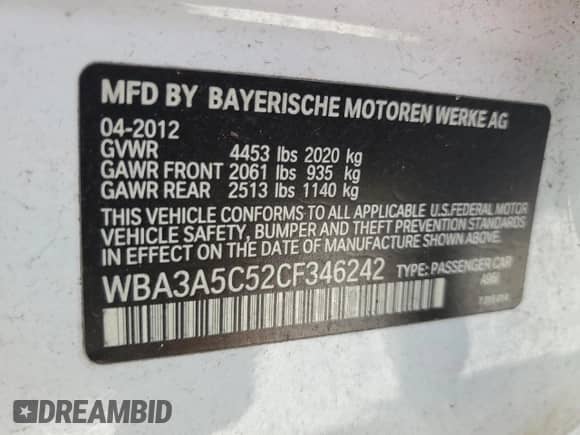 MFD BY BAYERISCHE MOTOREN WERKE AG
04-2012
GVWR 4453 lbs 2020 kg
GAWR FRONT 2061 lbs 935 kg
GAWR REAR 2513 lbs 1140 kg
THIS VEHICLE CONFORMS TO ALL APPLICABLE U.S.FEDERAL MOTOR
VEHICLE SAFETY, BUMPER AND THEFT PREVENTION STANDARDS
IN EFFECT ON THE DATE OF MANUFACTURE SHOWN ABOVE.
WBA3A5C52CF346242 TYPE: PASSENGER CAR
DREAMBID